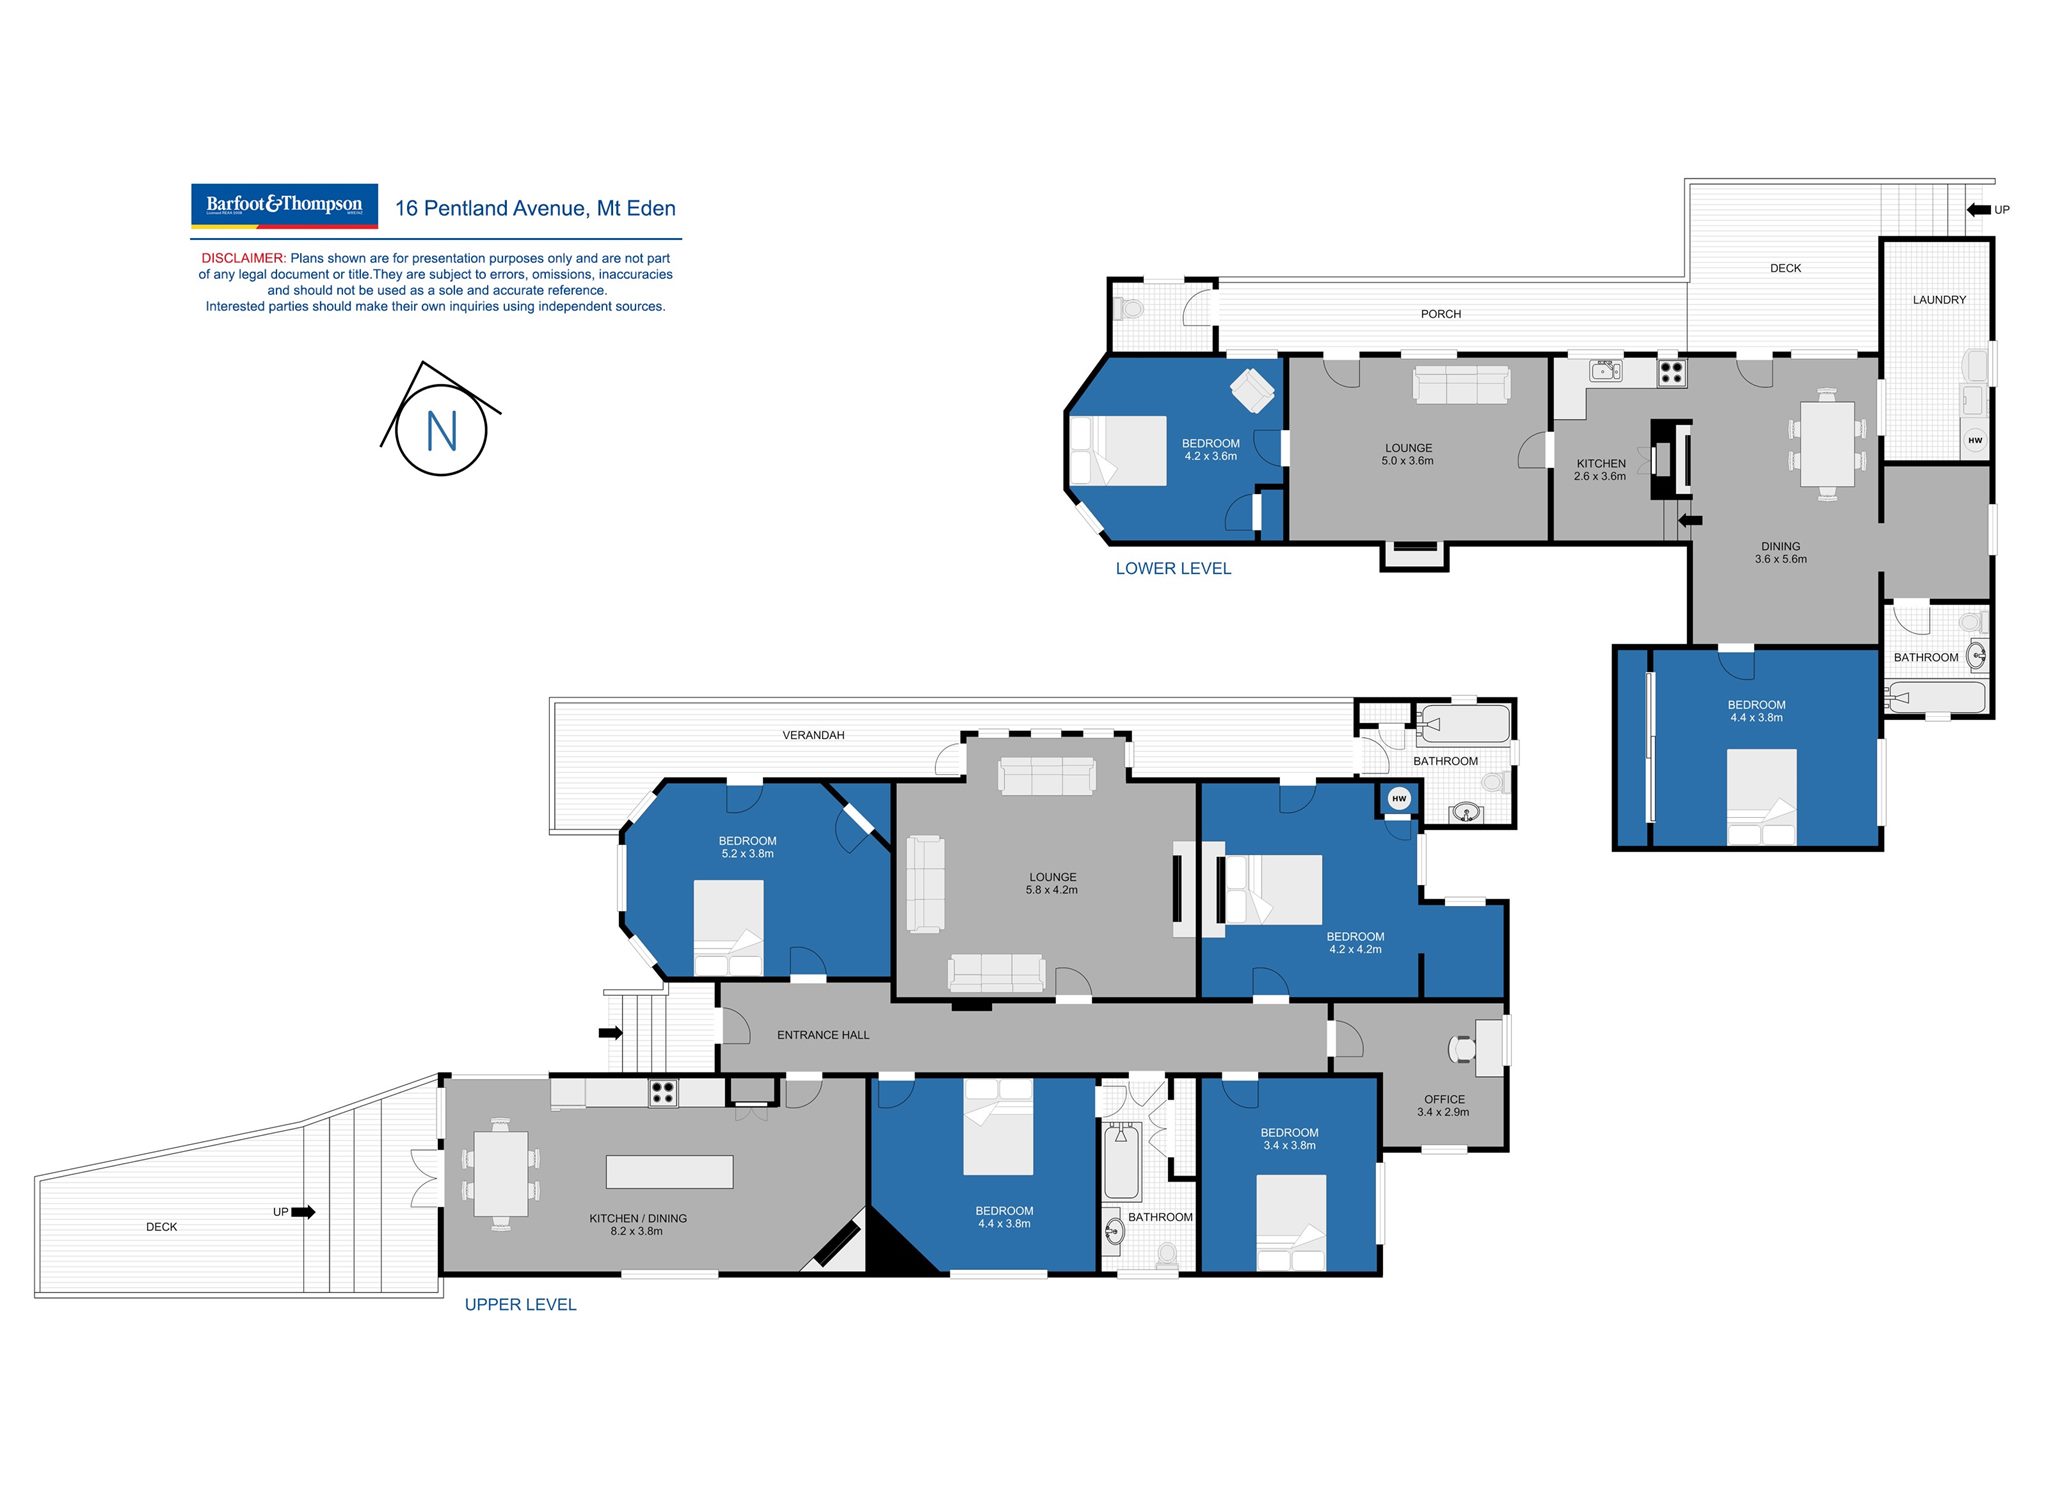 Barfoot&Thompson
16 Pentland Avenue, Mt Eden
DISCLAIMER: Plans shown are for presentation purposes only and are not part
of any legal document or title.They are subject to errors, omissions, inaccuracies
and should not be used as a sole and accurate reference.
Interested parties should make their own inquiries using independent sources.
N
UP
DECK
LAUNDRY
PORCH
HW
BEDROOM
4.2 x 3.6m
LOUNGE
5.0 x 3.6m
KITCHEN
2.6 x 3.6m
DINING
3.6 x 5.6m
LOWER LEVEL
BATHROOM
BEDROOM
4.4 x 3.8m
VERANDAH
BATHROOM
HW
BEDROOM
5.2 x 3.8m
LOUNGE
5.8 x 4.2m
BEDROOM
4.2 x 4.2m
ENTRANCE HALL
OFFICE
3.4 x 2.9m
BEDROOM
3.4 x 3.8m
DECK
UP
KITCHEN / DINING
8.2 x 3.8m
BEDROOM
4.4 x 3.8m
BATHROOM
UPPER LEVEL